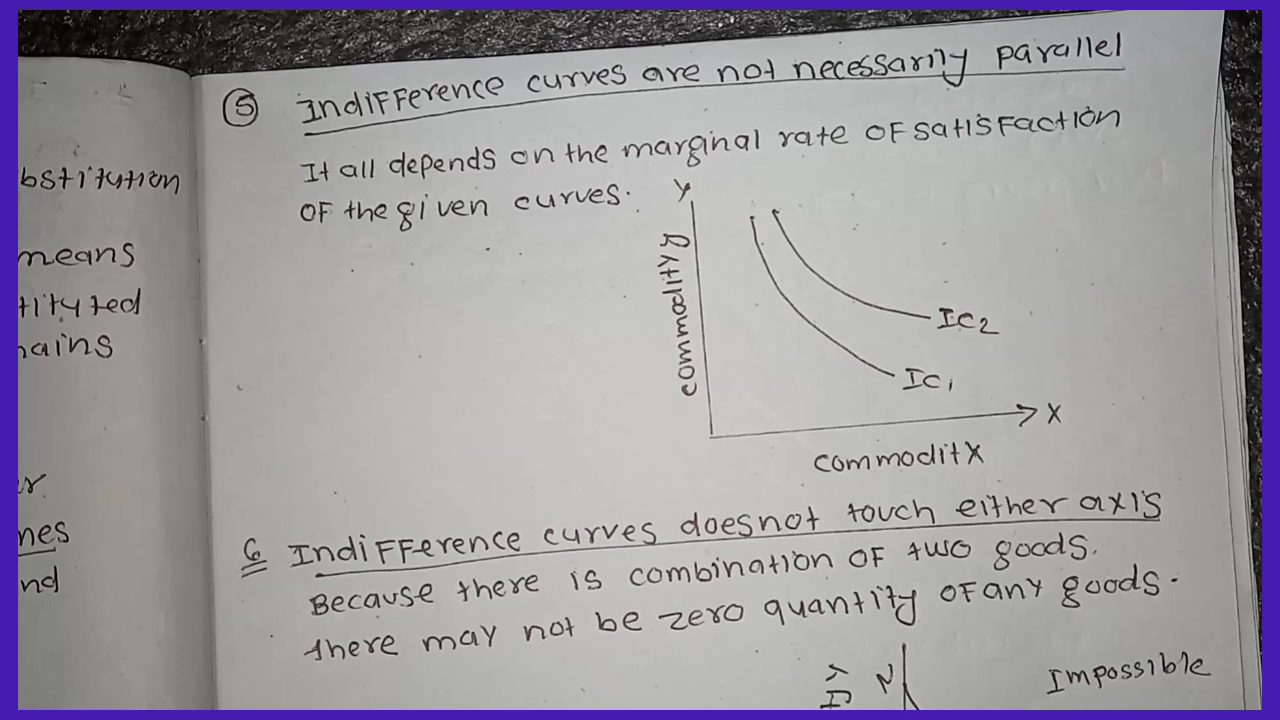 bstitution
means
tituted
ains
r.
nes
nd
⑤ Indifference curves are not necessarily parallel
It all depends on the marginal rate of satisfaction
of the given curves.
Y
commodity y
IC2
IC1
X
commodit X
6 Indifference curves doesnot touch either axis
Because there is combination of two goods.
there may not be zero quantity of any goods.
Impossible